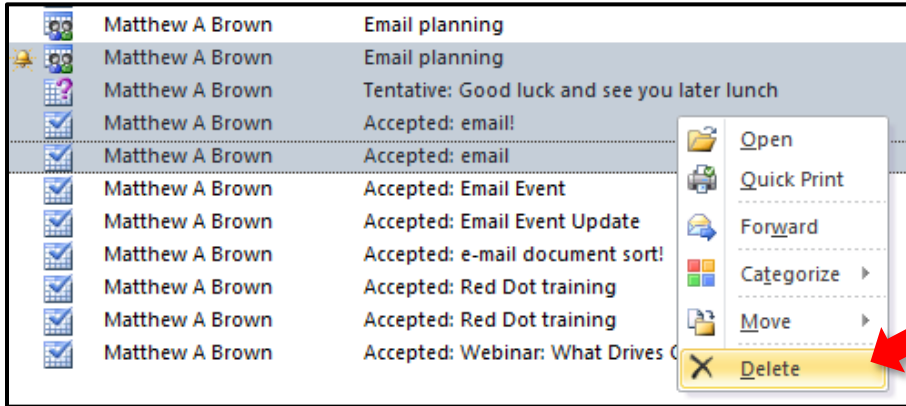 Matthew A Brown Email planning
Matthew A Brown Email planning
Matthew A Brown Tentative: Good luck and see you later lunch
Matthew A Brown Accepted: email!
Matthew A Brown Accepted: email
Matthew A Brown Accepted: Email Event
Matthew A Brown Accepted: Email Event Update
Matthew A Brown Accepted: e-mail document sort!
Matthew A Brown Accepted: Red Dot training
Matthew A Brown Accepted: Red Dot training
Matthew A Brown Accepted: Webinar: What Drives
Open
Quick Print
Forward
Categorize
Move
Delete